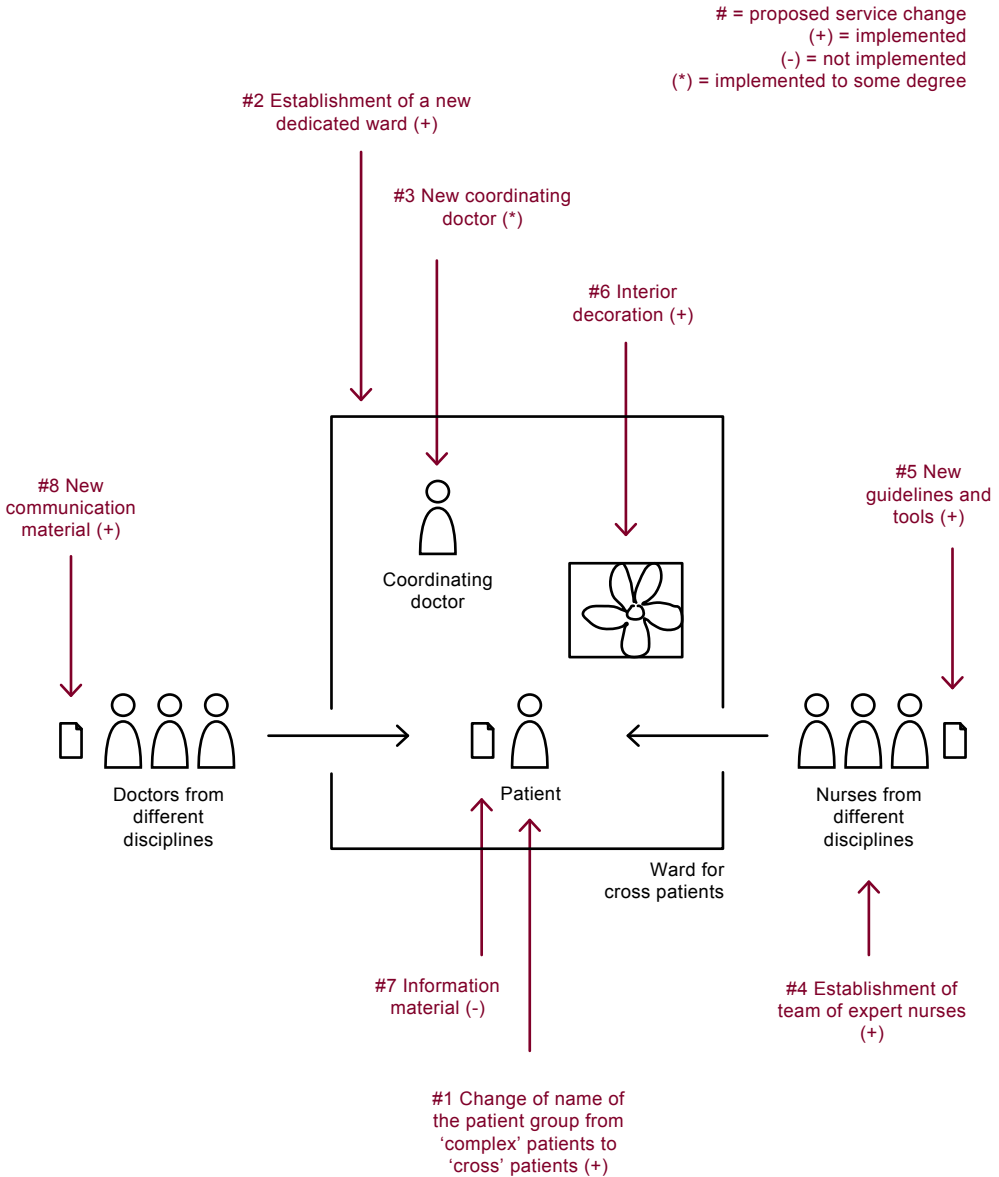 # = proposed service change
(+) = implemented
(-) = not implemented
(*) = implemented to some degree
#2 Establishment of a new
dedicated ward (+)
#3 New coordinating
doctor (*)
#6 Interior
decoration (+)
#8 New
communication
material (+)
#5 New
guidelines and
tools (+)
Coordinating
doctor
Doctors from
different
disciplines
Patient
Nurses from
different
disciplines
Ward for
cross patients
#7 Information
material (-)
#4 Establishment of
team of expert nurses
(+)
#1 Change of name of
the patient group from
‘complex’ patients to
‘cross’ patients (+)